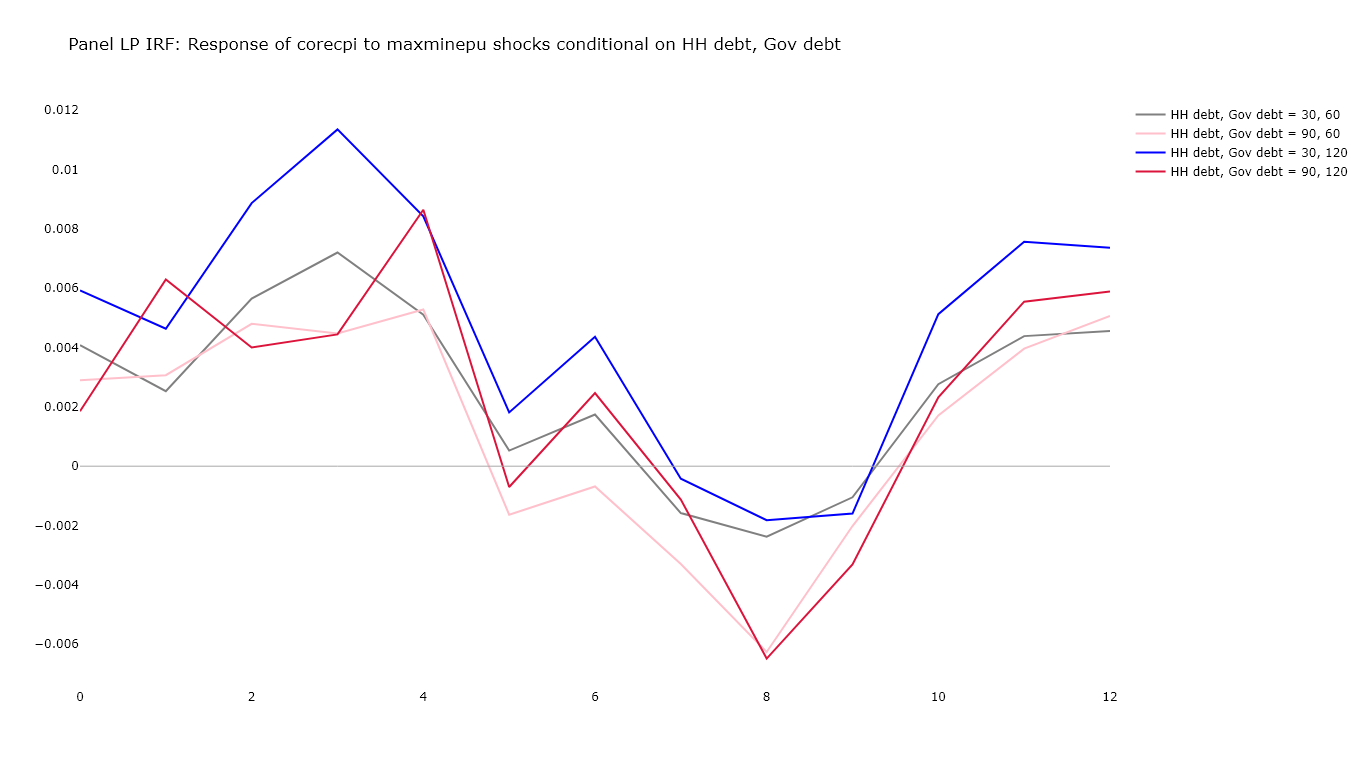 Panel LP IRF: Response of corecpi to maxminepu shocks conditional on HH debt, Gov debt
HH debt, Gov debt = 30, 60
HH debt, Gov debt = 90, 60
HH debt, Gov debt = 30, 120
HH debt, Gov debt = 90, 120
0.012
0.01
0.008
0.006
0.004
0.002
0
−0.002
−0.004
−0.006
0 2 4 6 8 10 12